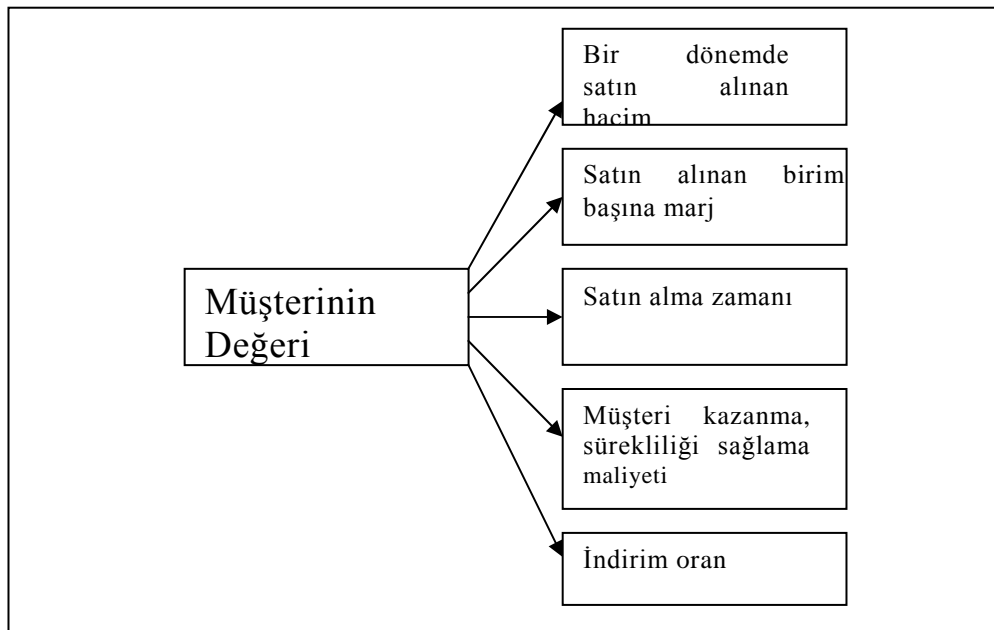 Bir dönemde
satın alınan
hacim
Satın alınan birim
başına marj
Müşterinin
Değeri
Satın alma zamanı
Müşteri kazanma,
sürekliliği sağlama
maliyeti
İndirim oran